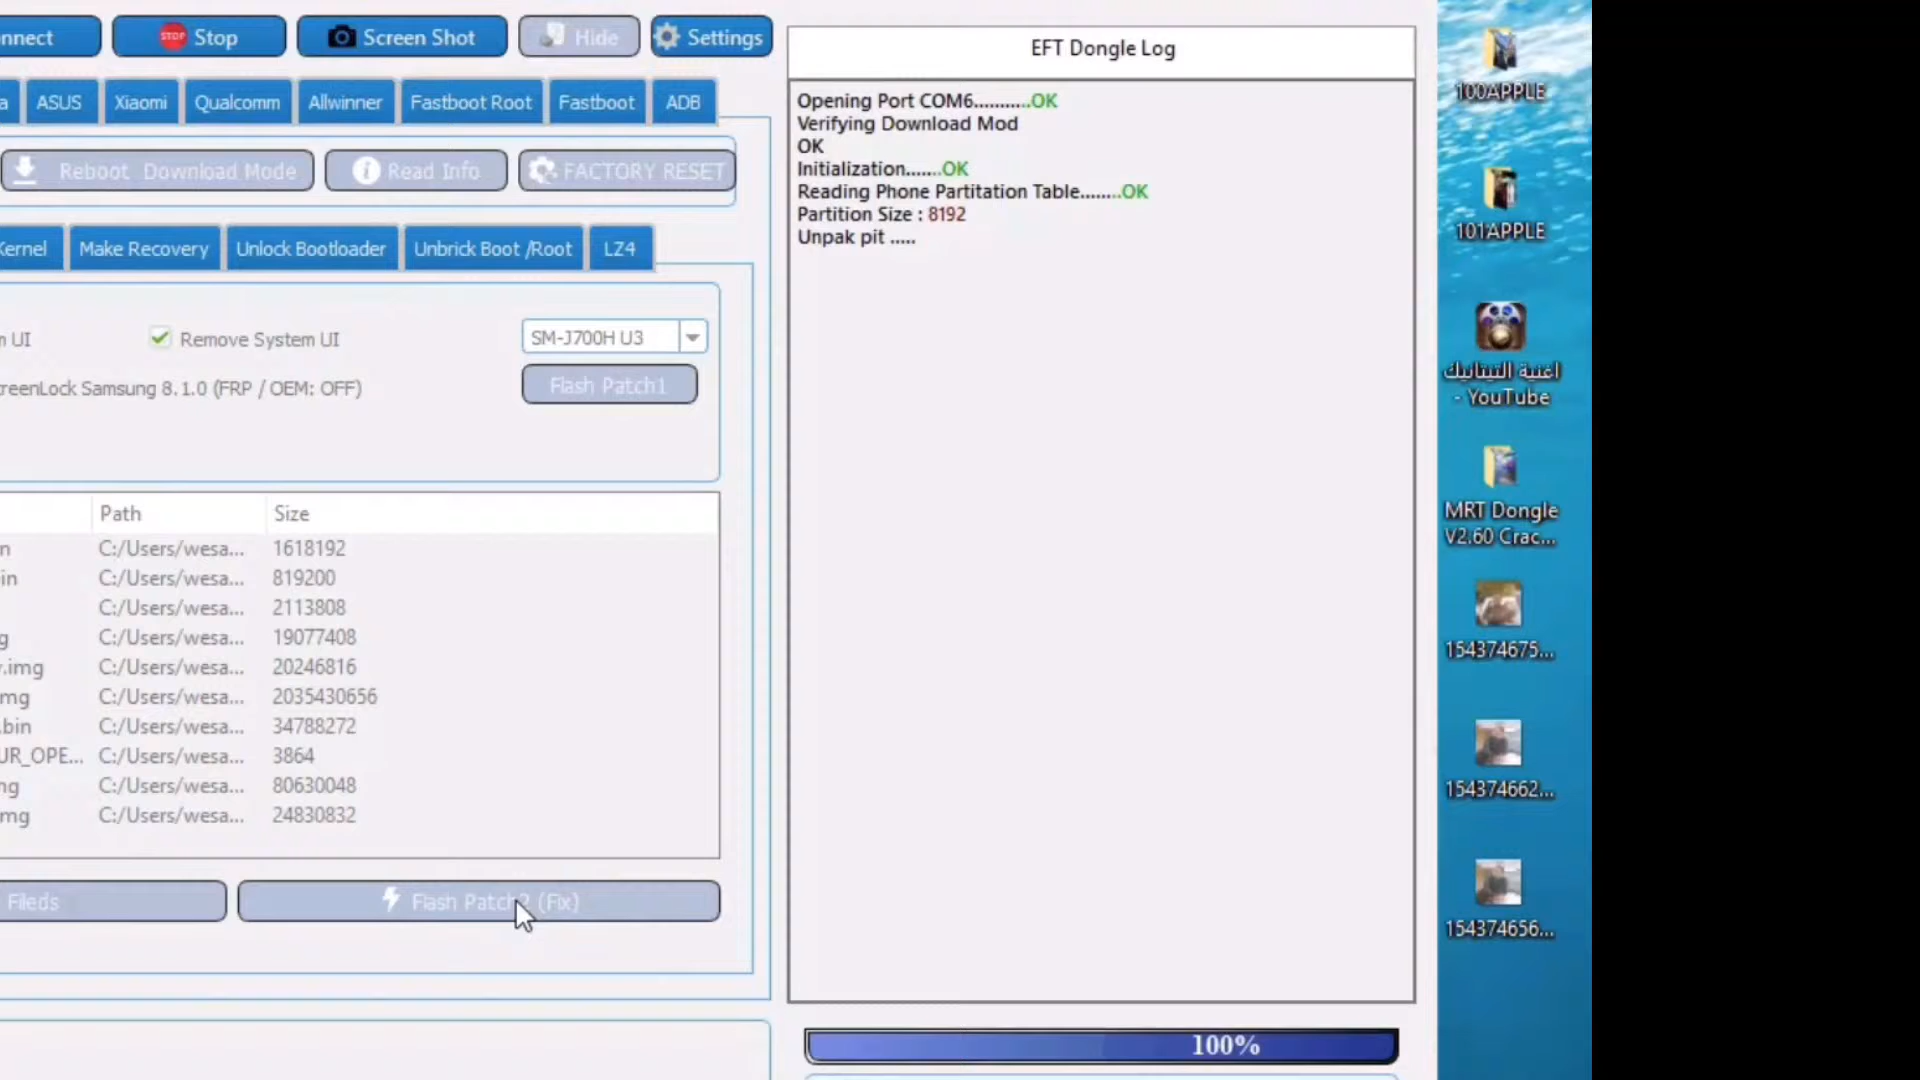 nnect
STOP
Stop
Screen Shot
Hide
Settings
a
ASUS
Xiaomi
Qualcomm
Allwinner
Fastboot Root
Fastboot
ADB
Reboot Download Mode
Read Info
FACTORY RESET
Kernel
Make Recovery
Unlock Bootloader
Unbrick Boot /Root
LZ4
n UI
Remove System UI
SM-J700H U3
creenLock Samsung 8.1.0 (FRP / OEM: OFF)
Flash Patch1
Path
Size
n
C:/Users/wesa...
1618192
in
C:/Users/wesa...
819200
C:/Users/wesa...
2113808
g
C:/Users/wesa...
19077408
.img
C:/Users/wesa...
20246816
mg
C:/Users/wesa...
2035430656
.bin
C:/Users/wesa...
34788272
UR_OPE...
C:/Users/wesa...
3864
ng
C:/Users/wesa...
80630048
mg
C:/Users/wesa...
24830832
Fileds
Flash Patch2 (Fix)
EFT Dongle Log
Opening Port COM6...........OK
Verifying Download Mod
OK
Initialization.......OK
Reading Phone Partitation Table........OK
Partition Size : 8192
Unpak pit .....
100%
100APPLE
101APPLE
اغنية التيتانيك
- YouTube
MRT Dongle
V2.60 Crac...
154374675...
154374662...
154374656...